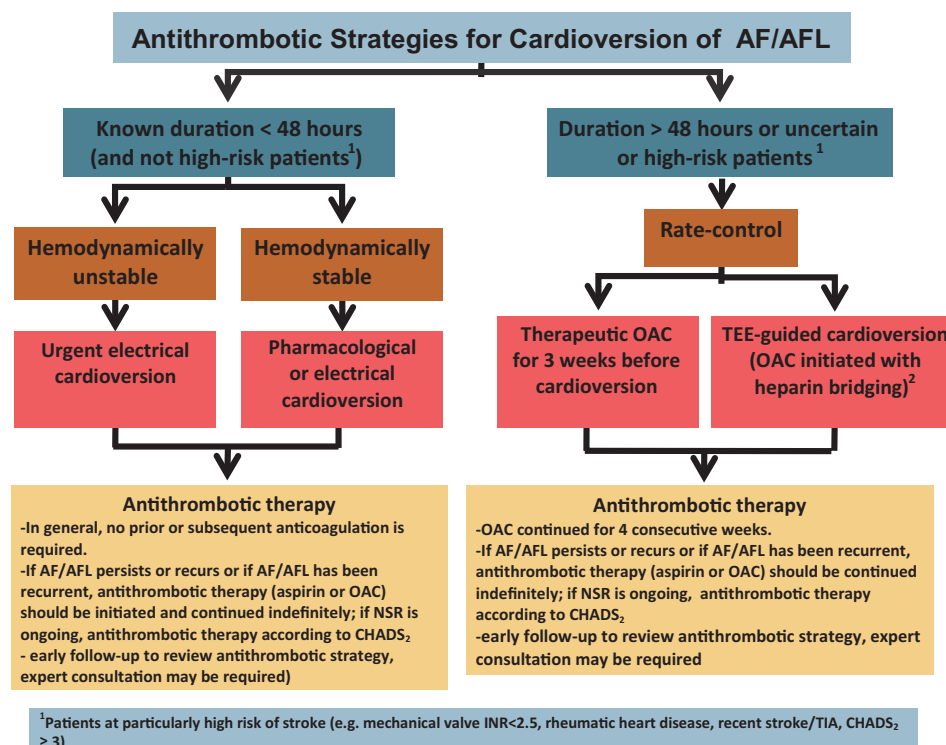 Antithrombotic Strategies for Cardioversion of AF/AFL
Known duration < 48 hours
(and not high-risk patients¹)
Duration > 48 hours or uncertain
or high-risk patients ¹
Hemodynamically
unstable
Hemodynamically
stable
Rate-control
Urgent electrical
cardioversion
Pharmacological
or electrical
cardioversion
Therapeutic OAC
for 3 weeks before
cardioversion
TEE-guided cardioversion
(OAC initiated with
heparin bridging)²
Antithrombotic therapy
-In general, no prior or subsequent anticoagulation is
required.
-If AF/AFL persists or recurs or if AF/AFL has been
recurrent, antithrombotic therapy (aspirin or OAC)
should be initiated and continued indefinitely; if NSR is
ongoing, antithrombotic therapy according to CHADS₂
- early follow-up to review antithrombotic strategy,
expert consultation may be required)
Antithrombotic therapy
-OAC continued for 4 consecutive weeks.
-If AF/AFL persists or recurs or if AF/AFL has been recurrent,
antithrombotic therapy (aspirin or OAC) should be continued
indefinitely; if NSR is ongoing, antithrombotic therapy
according to CHADS₂
-early follow-up to review antithrombotic strategy, expert
consultation may be required
¹Patients at particularly high risk of stroke (e.g. mechanical valve INR<2.5, rheumatic heart disease, recent stroke/TIA, CHADS₂
3)